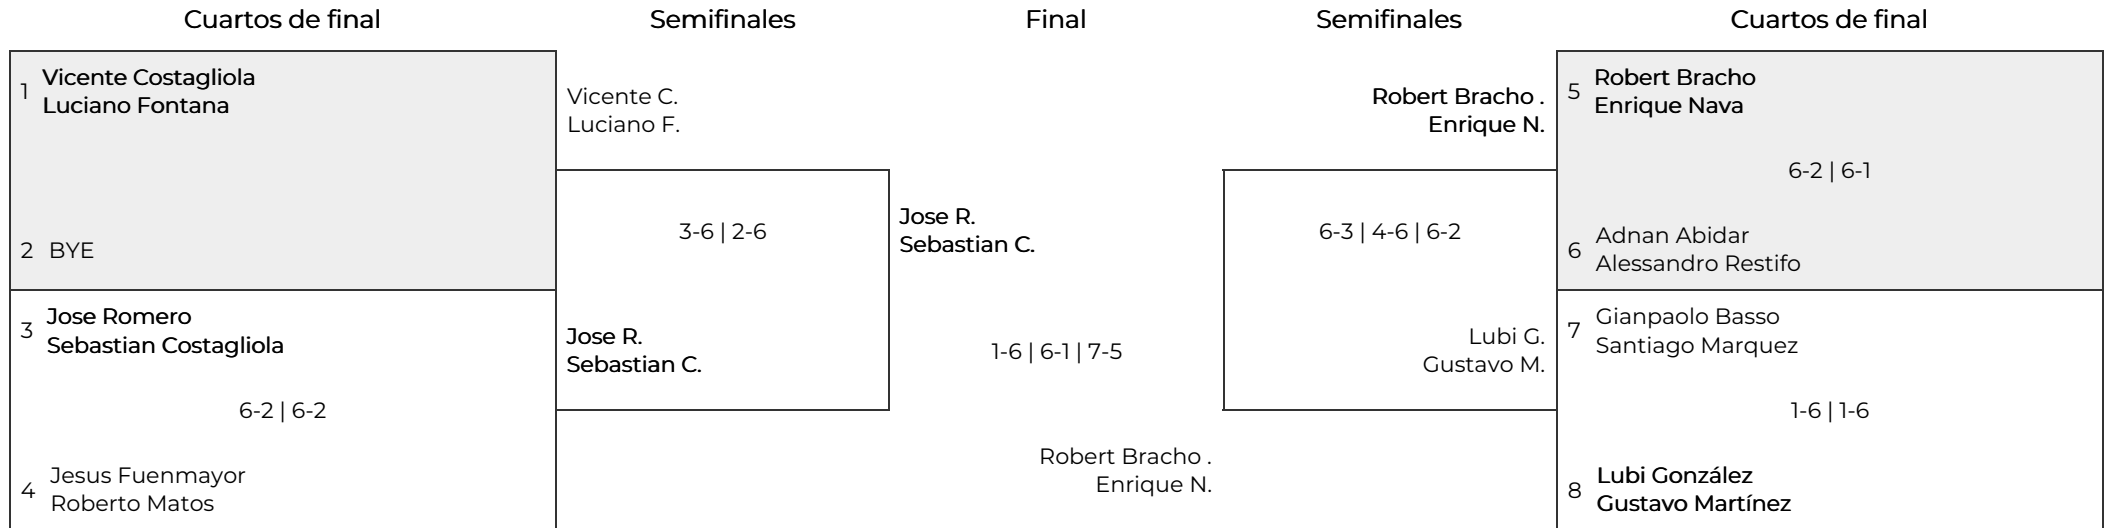 Cuartos de final
Semifinales
Final
Semifinales
Cuartos de final
1
Vicente Costagliola
Luciano Fontana
2 BYE
3
Jose Romero
Sebastian Costagliola
6-2 | 6-2
4
Jesus Fuenmayor
Roberto Matos
Vicente C.
Luciano F.
3-6 | 2-6
Jose R.
Sebastian C.
Jose R.
Sebastian C.
1-6 | 6-1 | 7-5
Robert Bracho .
Enrique N.
Robert Bracho .
Enrique N.
6-3 | 4-6 | 6-2
Lubi G.
Gustavo M.
5
Robert Bracho
Enrique Nava
6-2 | 6-1
6
Adnan Abidar
Alessandro Restifo
7
Gianpaolo Basso
Santiago Marquez
1-6 | 1-6
8
Lubi González
Gustavo Martínez